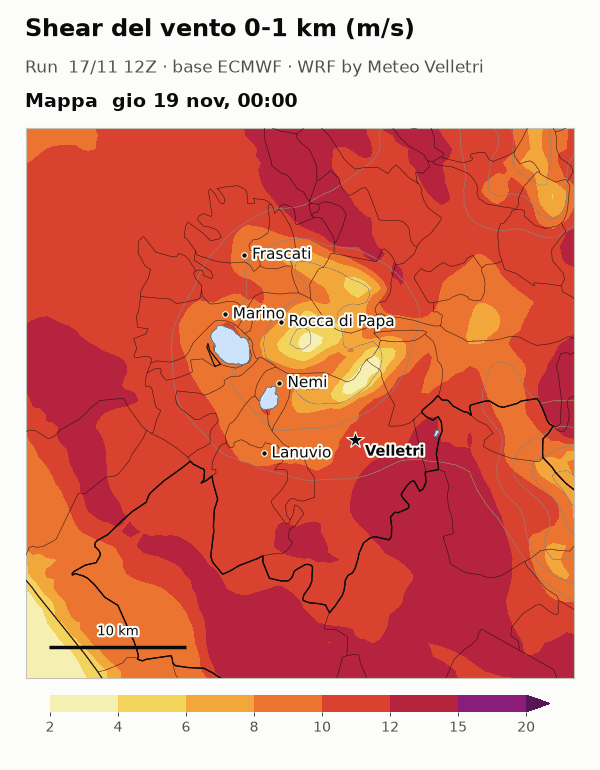 Shear del vento 0-1 km (m/s)
Run  17/11 12Z · base ECMWF · WRF by Meteo Velletri
Mappa  gio 19 nov, 00:00
Frascati
Marino
Rocca di Papa
Nemi
Velletri
Lanuvio
10 km
2 4 6 8 10 12 15 20